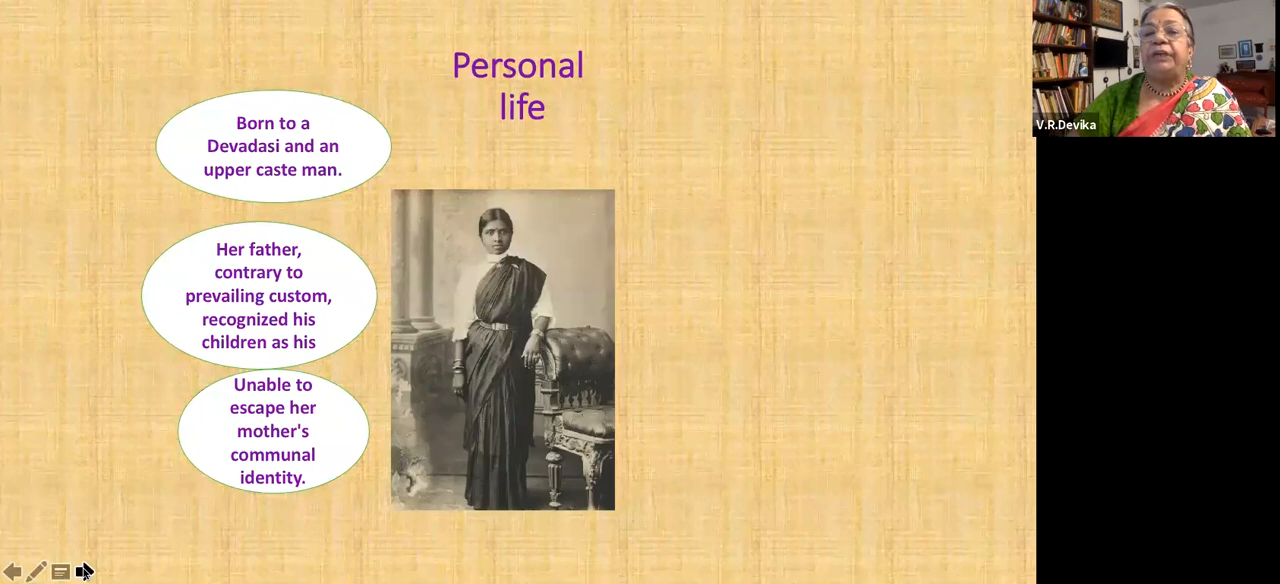 Personal
life
Born to a
Devadasi and an
upper caste man.
Her father,
contrary to
prevailing custom,
recognized his
children as his
Unable to
escape her
mother's
communal
identity.
V.R.Devika